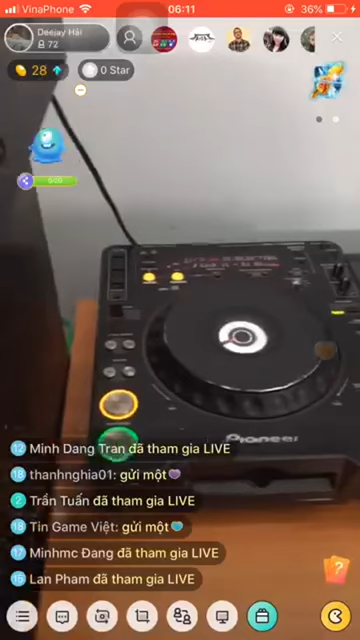 VinaPhone
06:11
36%
Deejay Hải
72
28
0 Star
0/20
Pioneer
12 Minh Dang Tran đã tham gia LIVE
18 thanhnghia01: gửi một
2 Trần Tuấn đã tham gia LIVE
18 Tin Game Việt: gửi một
17 Minhmc Đang đã tham gia LIVE
15 Lan Pham đã tham gia LIVE